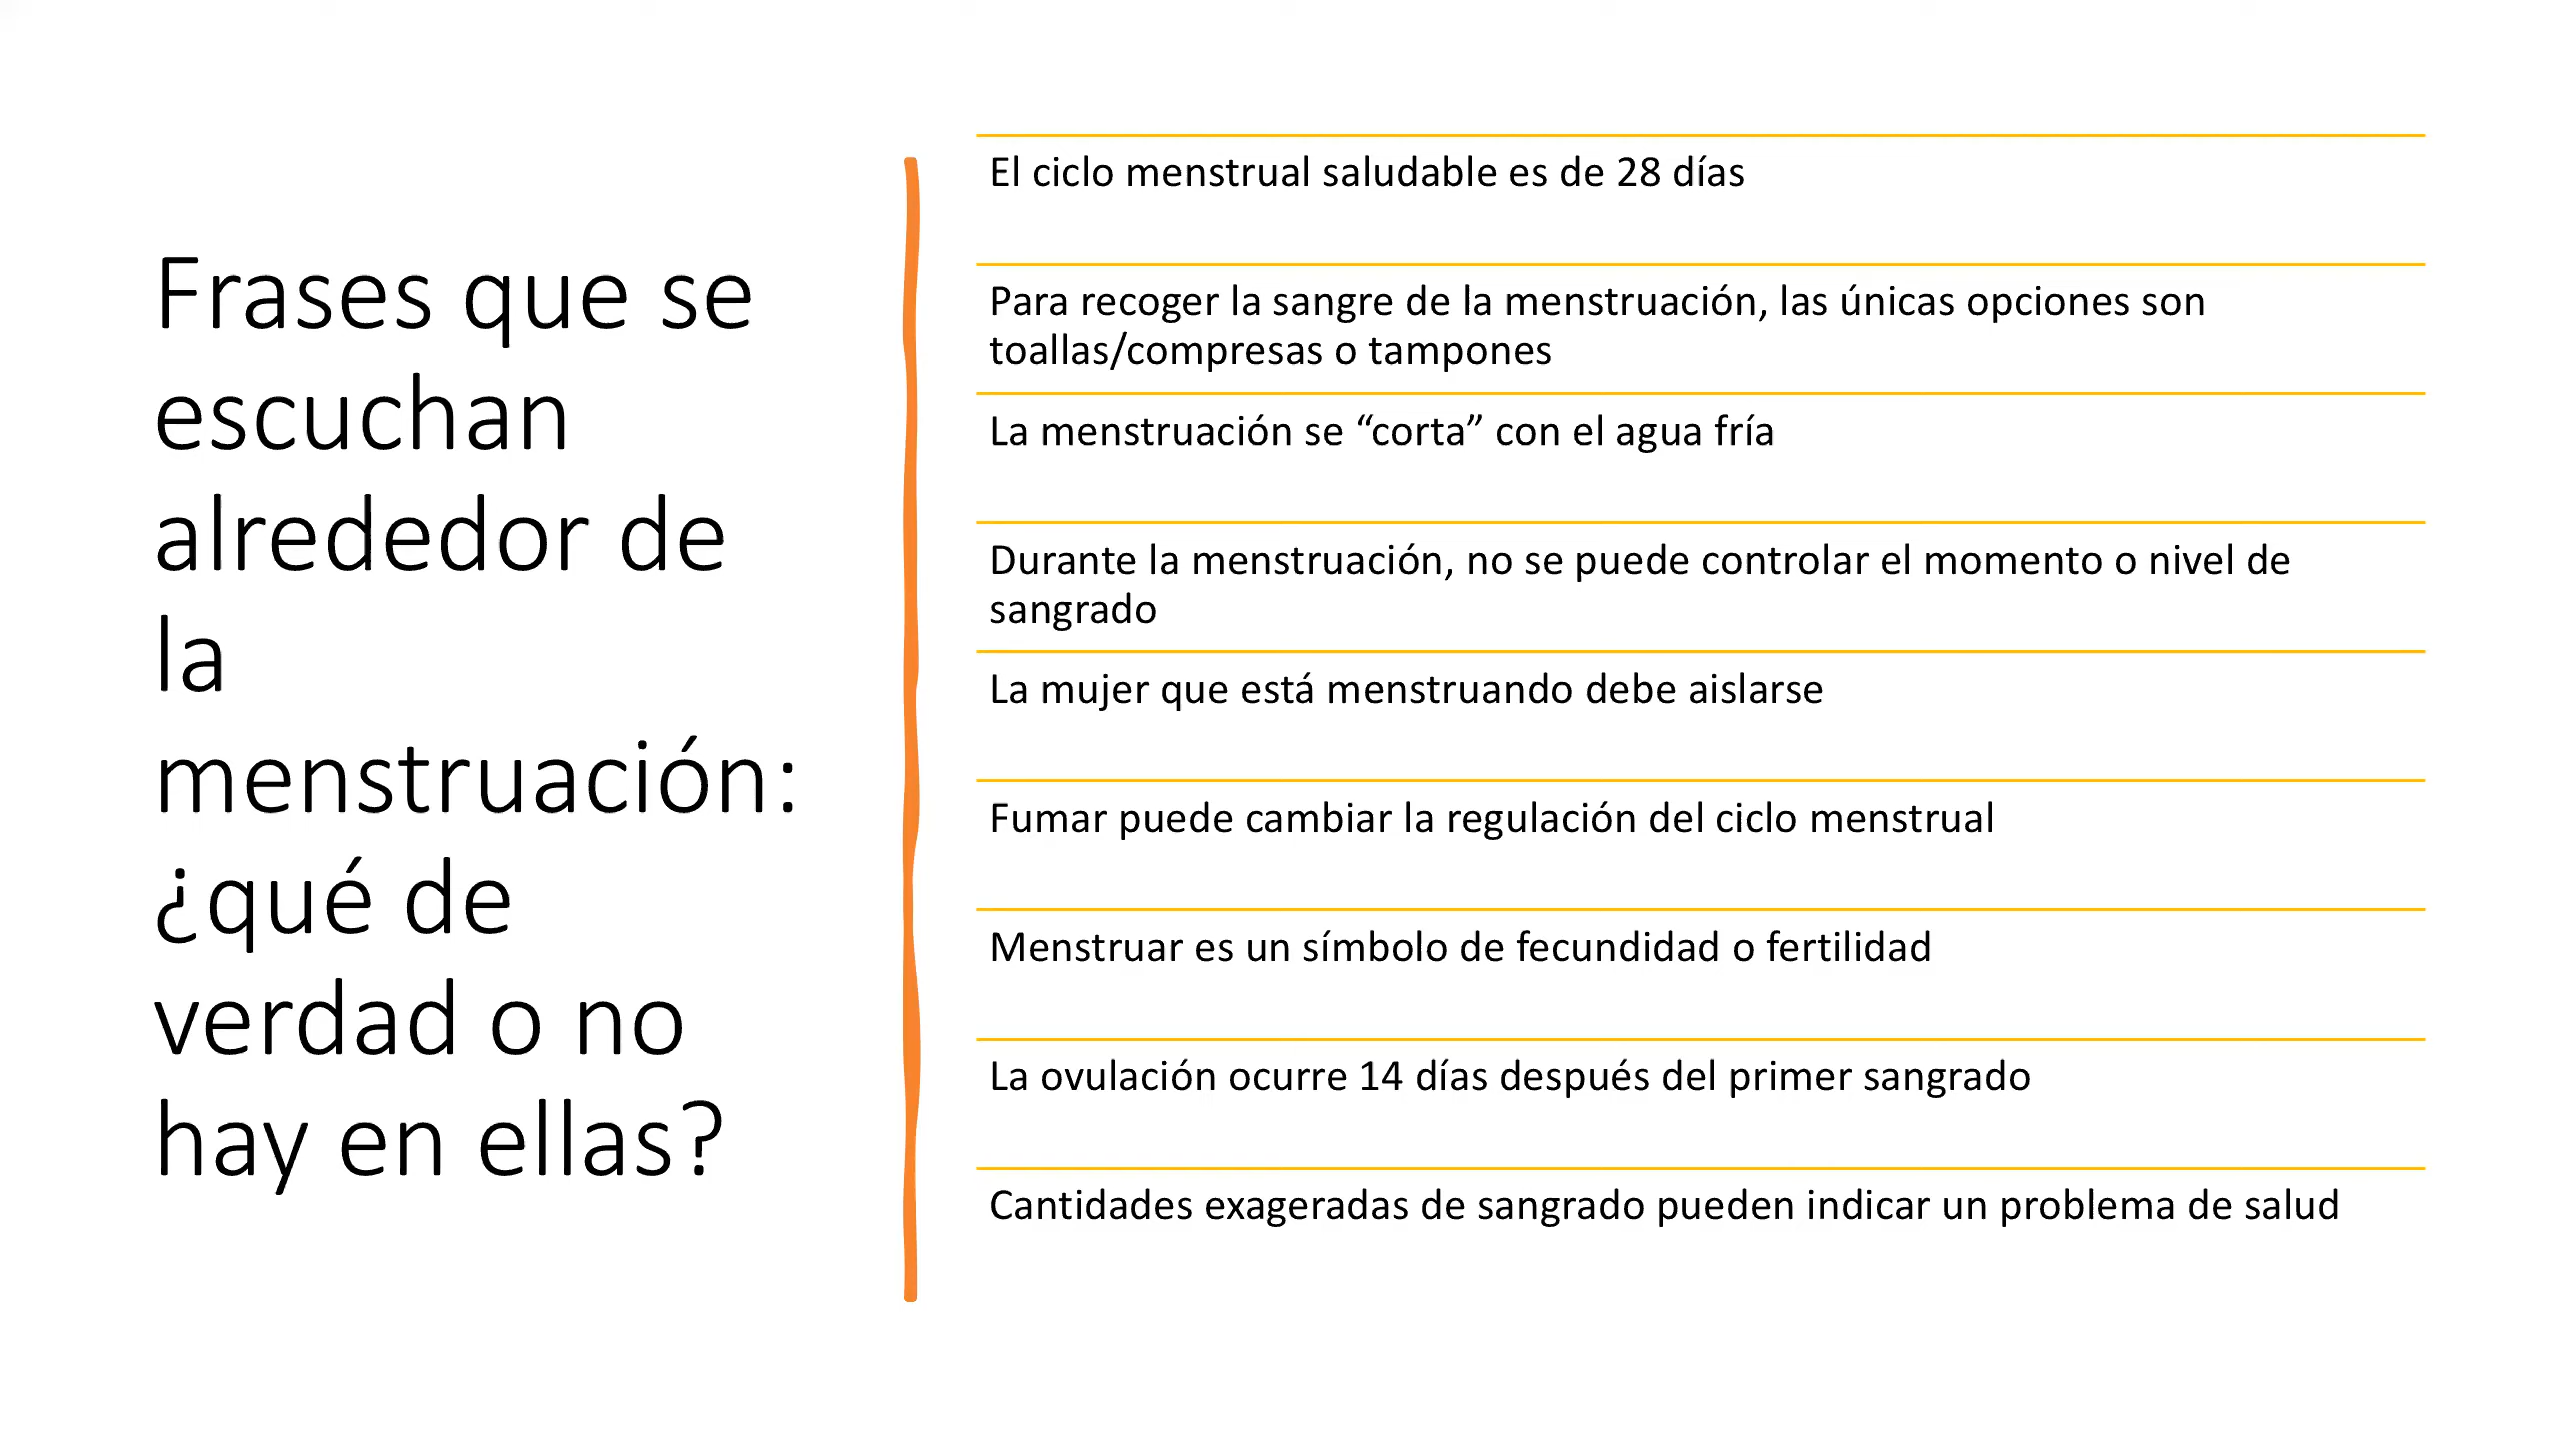 Frases que se
escuchan
alrededor de
la
menstruación:
¿qué de
verdad o no
hay en ellas?
El ciclo menstrual saludable es de 28 días
Para recoger la sangre de la menstruación, las únicas opciones son
toallas/compresas o tampones
La menstruación se “corta” con el agua fría
Durante la menstruación, no se puede controlar el momento o nivel de
sangrado
La mujer que está menstruando debe aislarse
Fumar puede cambiar la regulación del ciclo menstrual
Menstruar es un símbolo de fecundidad o fertilidad
La ovulación ocurre 14 días después del primer sangrado
Cantidades exageradas de sangrado pueden indicar un problema de salud